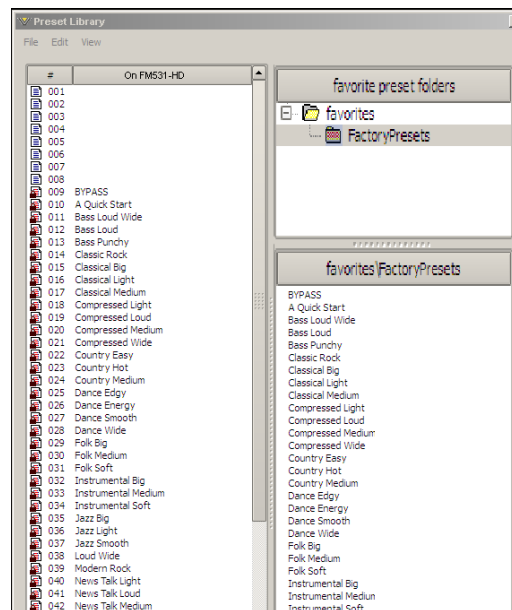 Preset Library
File Edit View
# On FM531-HD
001
002
003
004
005
006
007
008
009 BYPASS
010 A Quick Start
011 Bass Loud Wide
012 Bass Loud
013 Bass Punchy
014 Classic Rock
015 Classical Big
016 Classical Light
017 Classical Medium
018 Compressed Light
019 Compressed Loud
020 Compressed Medium
021 Compressed Wide
022 Country Easy
023 Country Hot
024 Country Medium
025 Dance Edgy
026 Dance Energy
027 Dance Smooth
028 Dance Wide
029 Folk Big
030 Folk Medium
031 Folk Soft
032 Instrumental Big
033 Instrumental Medium
034 Instrumental Soft
035 Jazz Big
036 Jazz Light
037 Jazz Smooth
038 Loud Wide
039 Modern Rock
040 News Talk Light
041 News Talk Loud
042 News Talk Medium
favorite preset folders
favorites
FactoryPresets
favorites\FactoryPresets
BYPASS
A Quick Start
Bass Loud Wide
Bass Loud
Bass Punchy
Classic Rock
Classical Big
Classical Light
Classical Medium
Compressed Light
Compressed Loud
Compressed Medium
Compressed Wide
Country Easy
Country Hot
Country Medium
Dance Edgy
Dance Energy
Dance Smooth
Dance Wide
Folk Big
Folk Medium
Folk Soft
Instrumental Big
Instrumental Medium
Instrumental Soft